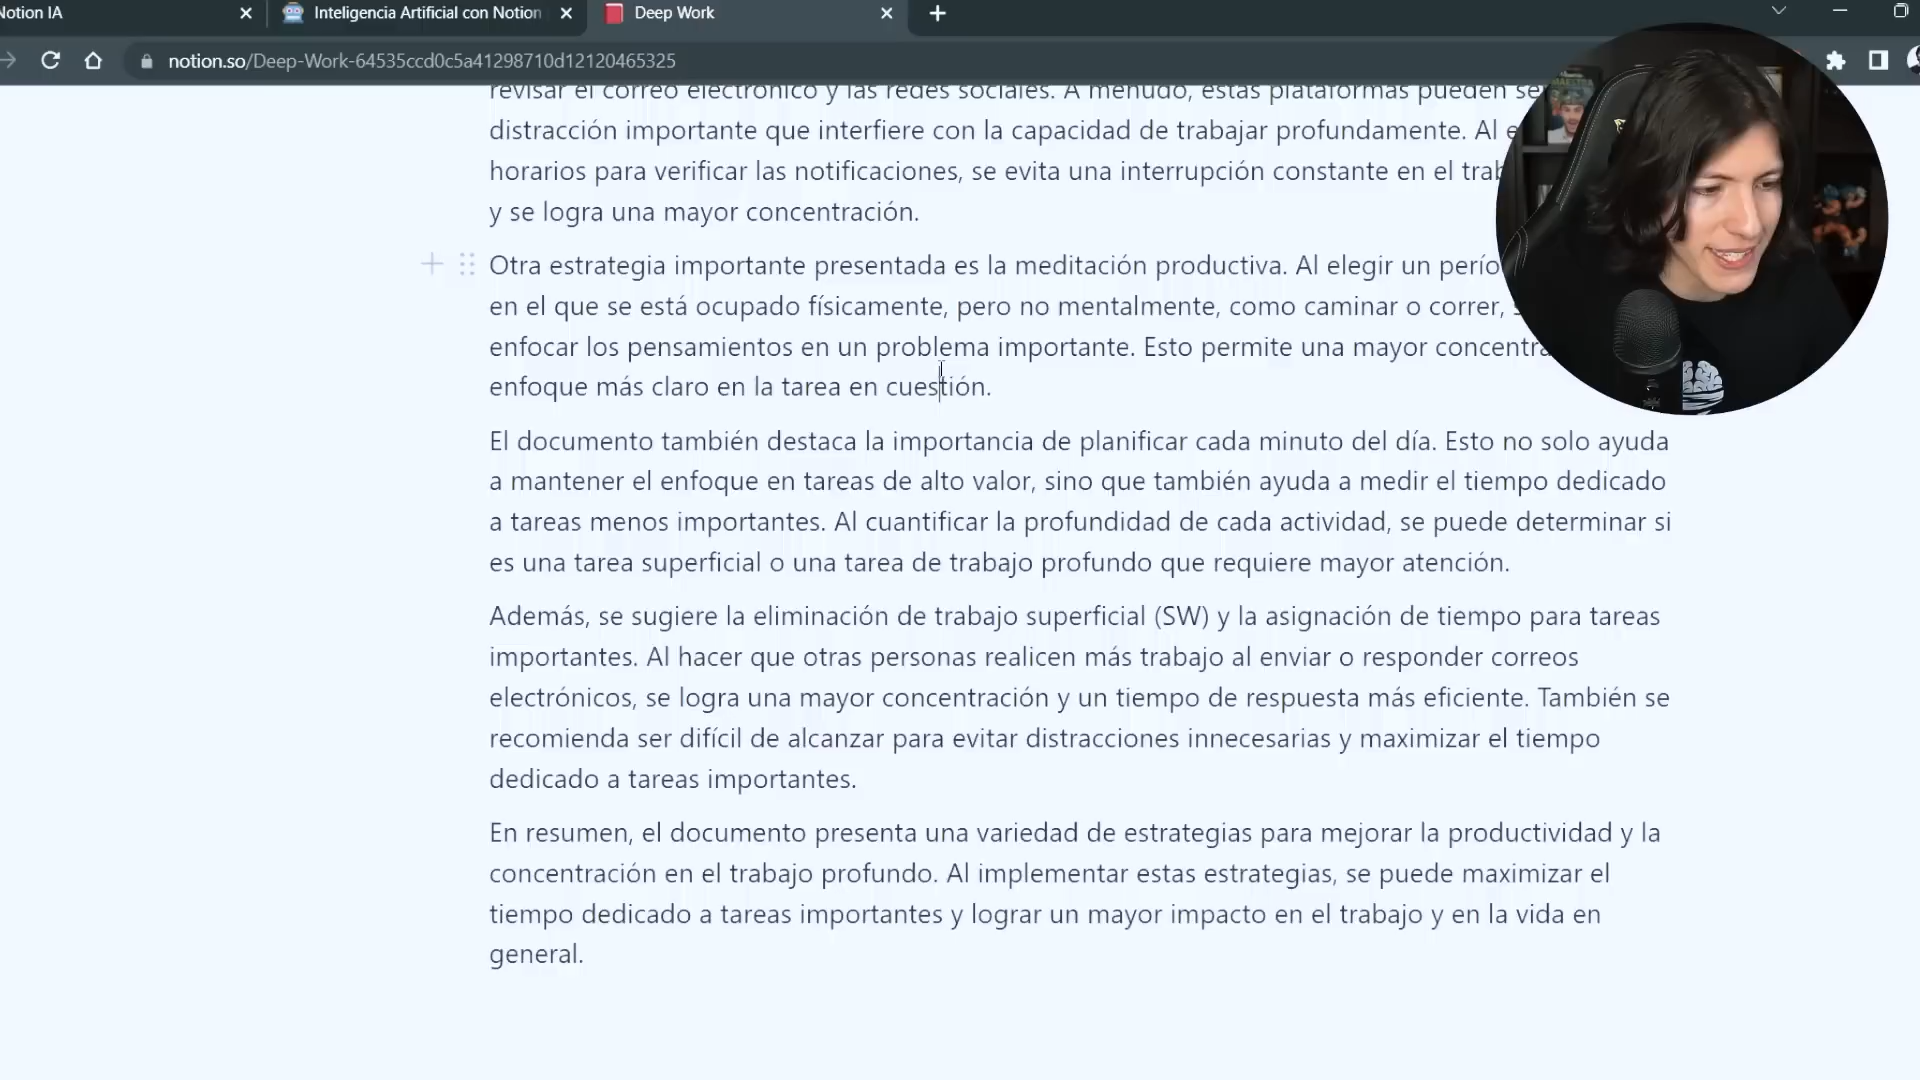 Notion IA
Inteligencia Artificial con Notion
Deep Work
notion.so/Deep-Work-64535ccd0c5a41298710d12120465325
revisar el correo electrónico y las redes sociales. A menudo, estas plataformas pueden
distracción importante que interfiere con la capacidad de trabajar profundamente. Al
horarios para verificar las notificaciones, se evita una interrupción constante en el
y se logra una mayor concentración.
Otra estrategia importante presentada es la meditación productiva. Al elegir un
en el que se está ocupado físicamente, pero no mentalmente, como caminar o correr,
enfocar los pensamientos en un problema importante. Esto permite una mayor
enfoque más claro en la tarea en cuestión.
El documento también destaca la importancia de planificar cada minuto del día. Esto no solo ayuda
a mantener el enfoque en tareas de alto valor, sino que también ayuda a medir el tiempo dedicado
a tareas menos importantes. Al cuantificar la profundidad de cada actividad, se puede determinar si
es una tarea superficial o una tarea de trabajo profundo que requiere mayor atención.
Además, se sugiere la eliminación de trabajo superficial (SW) y la asignación de tiempo para tareas
importantes. Al hacer que otras personas realicen más trabajo al enviar o responder correos
electrónicos, se logra una mayor concentración y un tiempo de respuesta más eficiente. También se
recomienda ser difícil de alcanzar para evitar distracciones innecesarias y maximizar el tiempo
dedicado a tareas importantes.
En resumen, el documento presenta una variedad de estrategias para mejorar la productividad y la
concentración en el trabajo profundo. Al implementar estas estrategias, se puede maximizar el
tiempo dedicado a tareas importantes y lograr un mayor impacto en el trabajo y en la vida en
general.